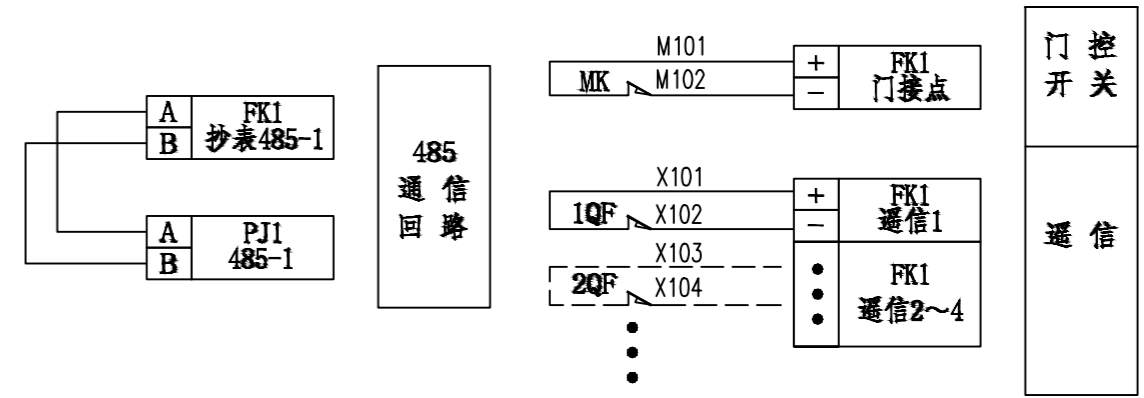 A
B
FK1
抄表485-1
A
B
PJ1
485-1
485
通信
回路
M101
MK
M102
+
−
FK1
门接点
X101
1QF
X102
+
−
FK1
遥信1
X103
2QF
X104
FK1
遥信2～4
门控
开关
遥信